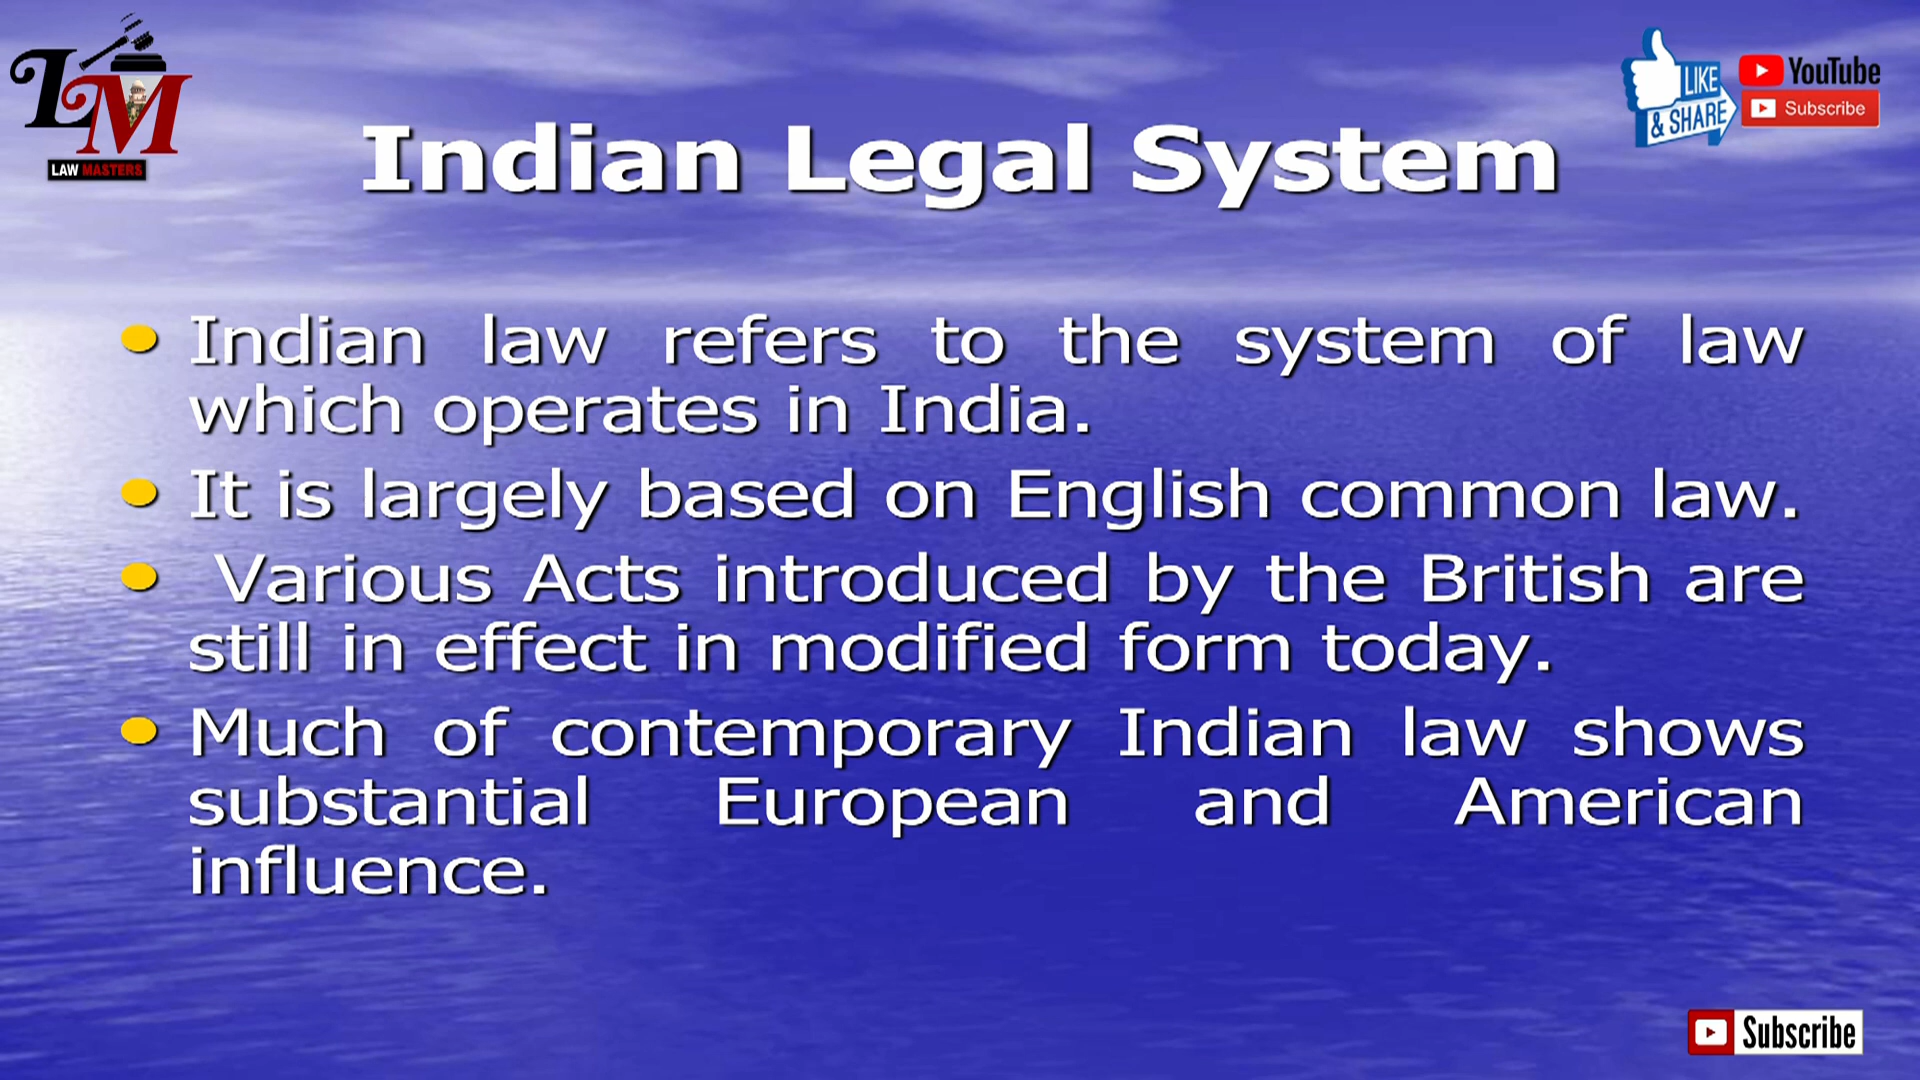 LM
LAW MASTERS
LIKE
& SHARE
YouTube
Subscribe
Indian Legal System
Indian law refers to the system of law
which operates in India.
It is largely based on English common law.
Various Acts introduced by the British are
still in effect in modified form today.
Much of contemporary Indian law shows
substantial European and American
influence.
Subscribe